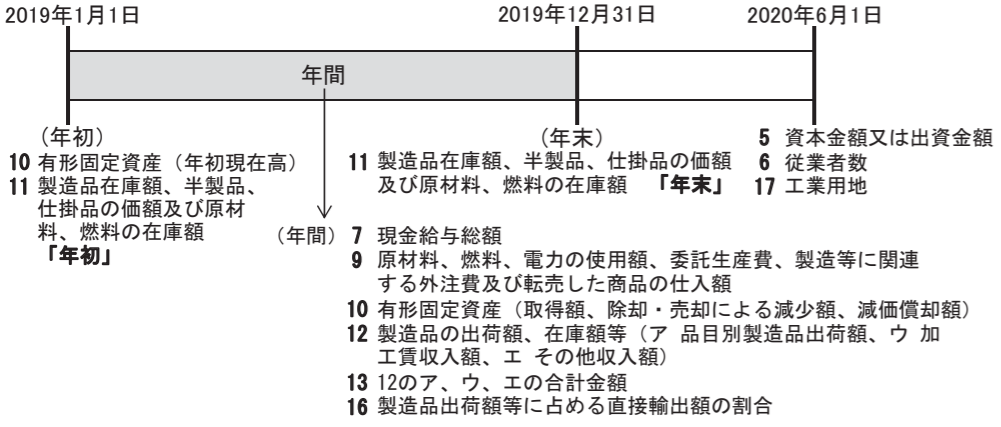 2019年1月1日
2019年12月31日
2020年6月1日
年間
（年初）
10 有形固定資産（年初現在高）
11 製造品在庫額、半製品、
仕掛品の価額及び原材
料、燃料の在庫額
「年初」
（年末）
11 製造品在庫額、半製品、仕掛品の価額
及び原材料、燃料の在庫額 「年末」
5 資本金額又は出資金額
6 従業者数
17 工業用地
（年間）7 現金給与総額
9 原材料、燃料、電力の使用額、委託生産費、製造等に関連
する外注費及び転売した商品の仕入額
10 有形固定資産（取得額、除却・売却による減少額、減価償却額）
12 製造品の出荷額、在庫額等（ア 品目別製造品出荷額、ウ 加
工賃収入額、エ その他収入額）
13 12のア、ウ、エの合計金額
16 製造品出荷額等に占める直接輸出額の割合